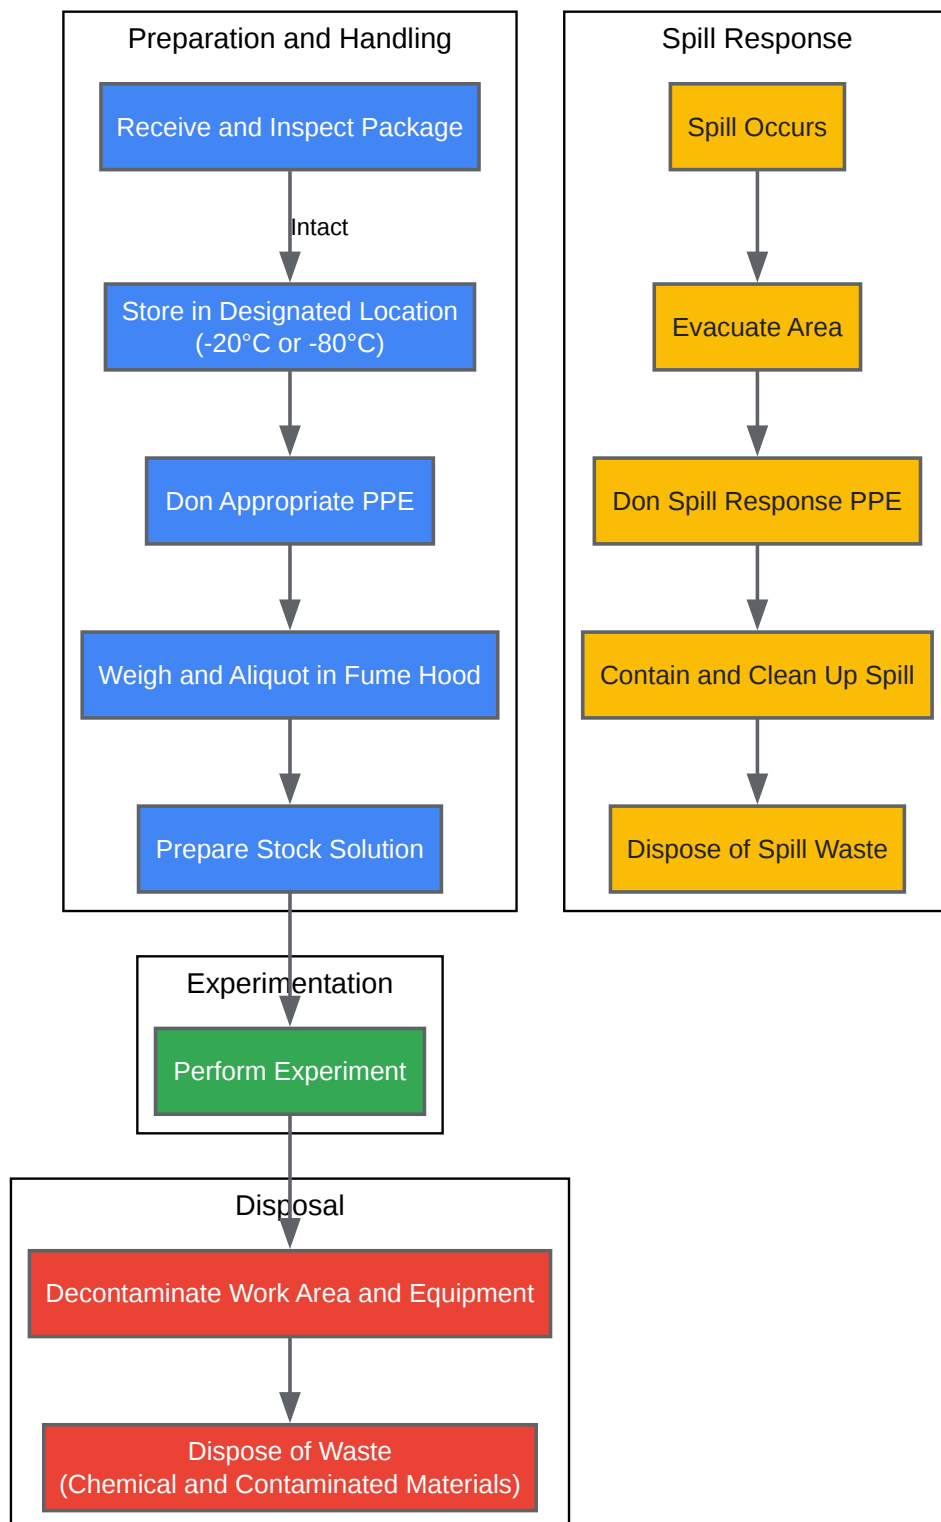 Preparation and Handling
Receive and Inspect Package
Intact
Store in Designated Location
(-20°C or -80°C)
Don Appropriate PPE
Weigh and Aliquot in Fume Hood
Prepare Stock Solution
Experimentation
Perform Experiment
Disposal
Decontaminate Work Area and Equipment
Dispose of Waste
(Chemical and Contaminated Materials)
Spill Response
Spill Occurs
Evacuate Area
Don Spill Response PPE
Contain and Clean Up Spill
Dispose of Spill Waste